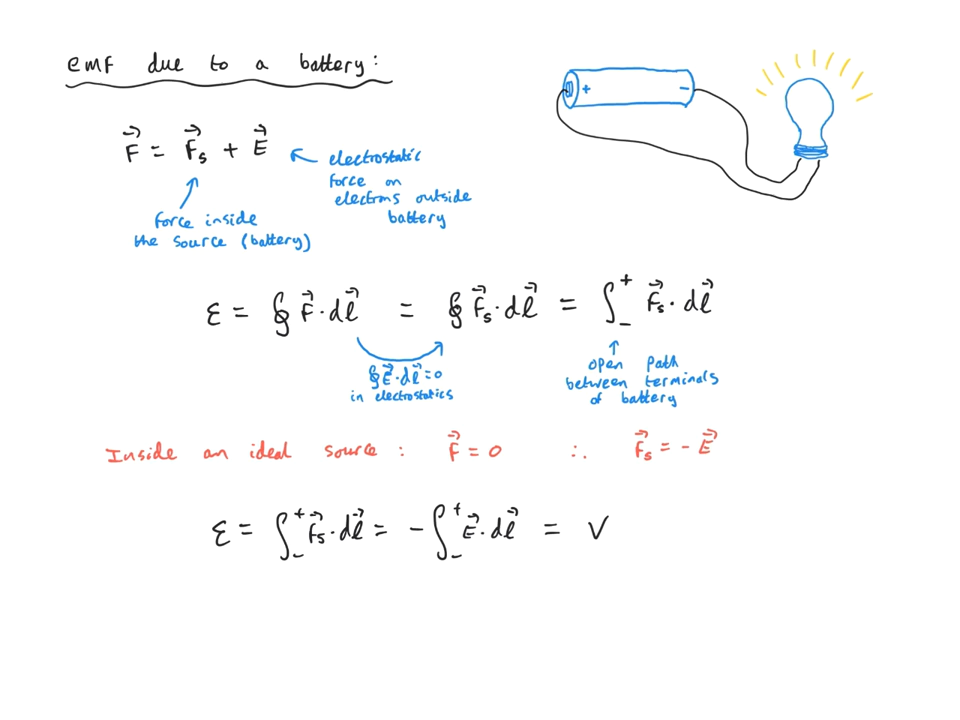 emf due to a battery:
+ −
F⃗ = F⃗ₛ + E⃗
electrostatic
force on
electrons outside
battery
force inside
the source (battery)
ε = ∮ F⃗ · dl⃗ = ∮ F⃗ₛ · dl⃗ = ∫₋⁺ F⃗ₛ · dl⃗
∮ E⃗ · dl⃗ = 0
in electrostatics
open path
between terminals
of battery
Inside an ideal source : F⃗ = 0 ∴ F⃗ₛ = − E⃗
ε = ∫₋⁺ F⃗ₛ · dl⃗ = − ∫₋⁺ E⃗ · dl⃗ = V